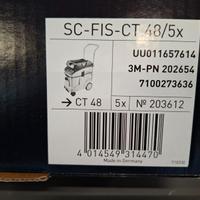 SC-FIS-CT 48/5x
UU011657614
3M-PN 202654
7100273636
→ CT 48
5x
№ 203612
4 014549 314470
Made in Germany